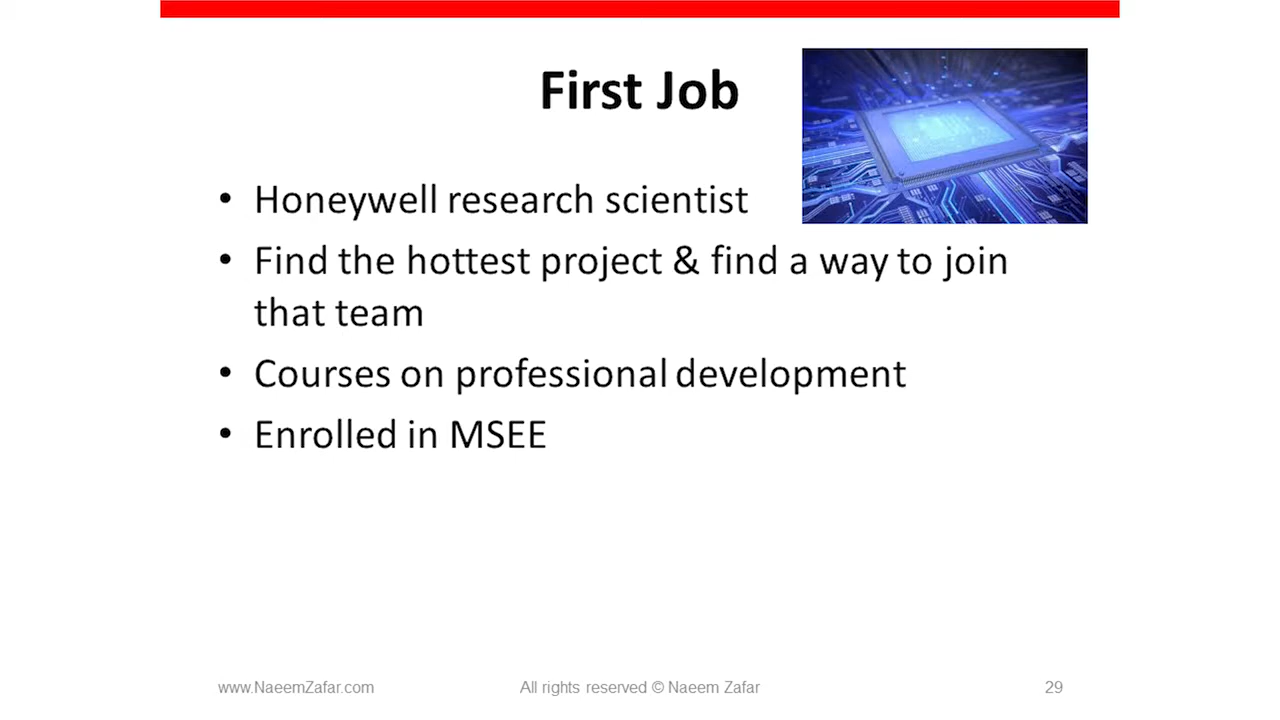 First Job
• Honeywell research scientist
• Find the hottest project & find a way to join
that team
• Courses on professional development
• Enrolled in MSEE
www.NaeemZafar.com
All rights reserved © Naeem Zafar
29